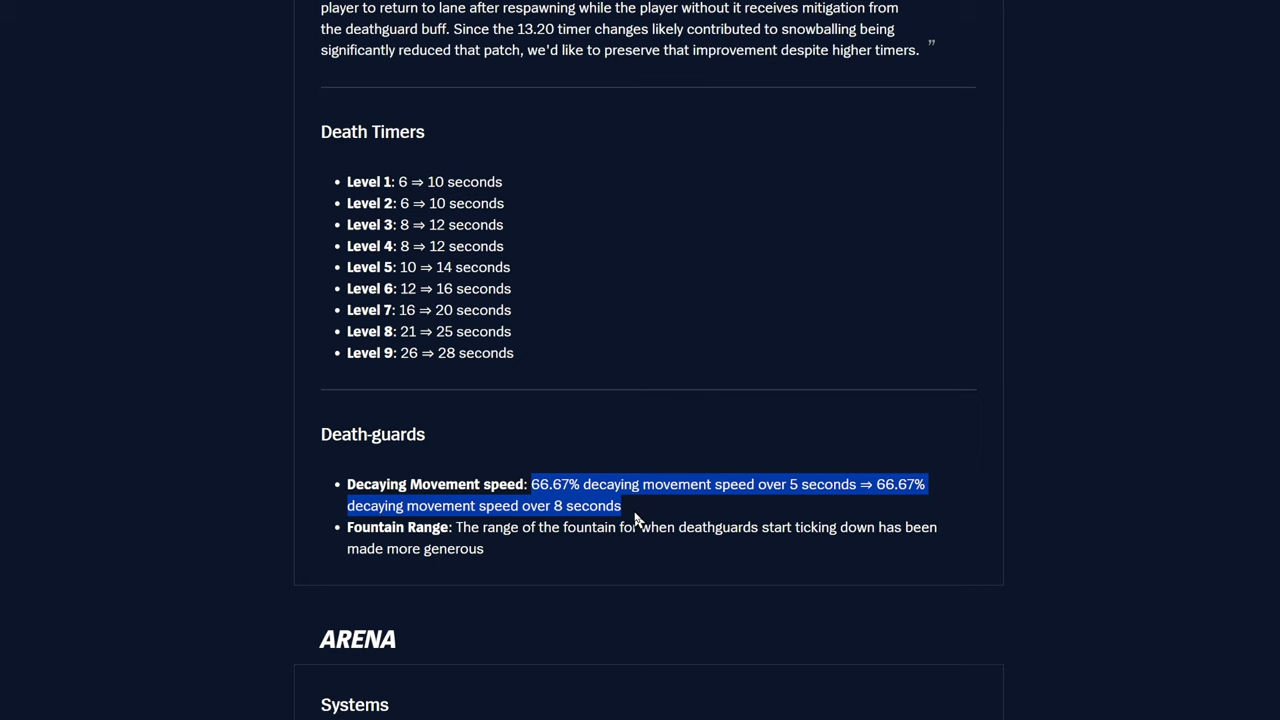 player to return to lane after respawning while the player without it receives mitigation from
the deathguard buff. Since the 13.20 timer changes likely contributed to snowballing being
significantly reduced that patch, we'd like to preserve that improvement despite higher timers. ”
Death Timers
• Level 1: 6 ⇒ 10 seconds
• Level 2: 6 ⇒ 10 seconds
• Level 3: 8 ⇒ 12 seconds
• Level 4: 8 ⇒ 12 seconds
• Level 5: 10 ⇒ 14 seconds
• Level 6: 12 ⇒ 16 seconds
• Level 7: 16 ⇒ 20 seconds
• Level 8: 21 ⇒ 25 seconds
• Level 9: 26 ⇒ 28 seconds
Death-guards
• Decaying Movement speed: 66.67% decaying movement speed over 5 seconds ⇒ 66.67%
decaying movement speed over 8 seconds
• Fountain Range: The range of the fountain for when deathguards start ticking down has been
made more generous
ARENA
Systems